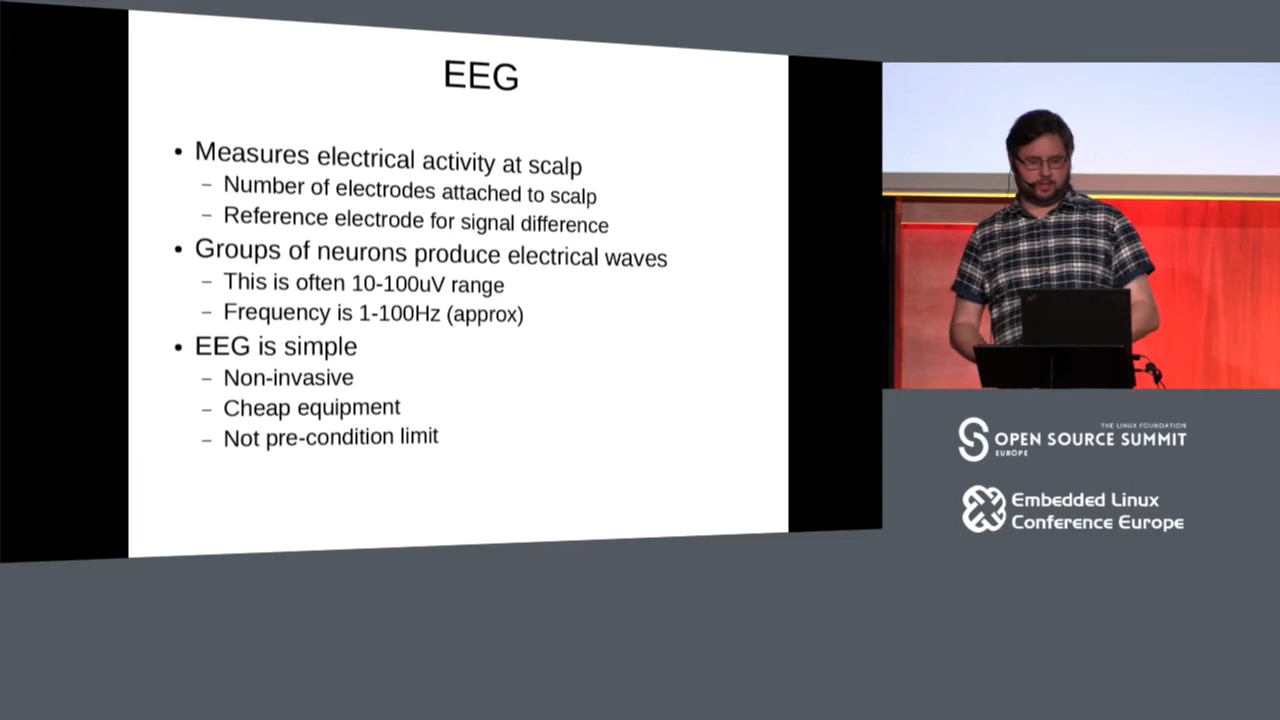 EEG
• Measures electrical activity at scalp
– Number of electrodes attached to scalp
– Reference electrode for signal difference
• Groups of neurons produce electrical waves
– This is often 10-100uV range
– Frequency is 1-100Hz (approx)
• EEG is simple
– Non-invasive
– Cheap equipment
– Not pre-condition limit
THE LINUX FOUNDATION
OPEN SOURCE SUMMIT
EUROPE
Embedded Linux
Conference Europe